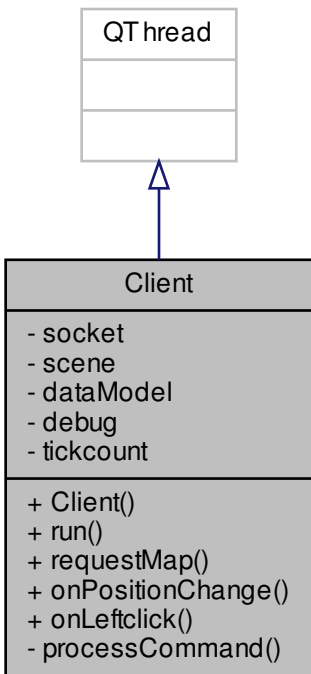 QThread
Client
- socket
- scene
- dataModel
- debug
- tickcount
+ Client()
+ run()
+ requestMap()
+ onPositionChange()
+ onLeftclick()
- processCommand()